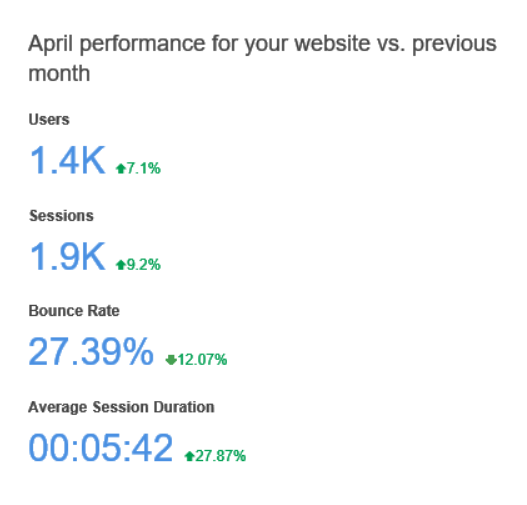 April performance for your website vs. previous
month
Users
1.4K 7.1%
Sessions
1.9K 9.2%
Bounce Rate
27.39% 12.07%
Average Session Duration
00:05:42 27.87%